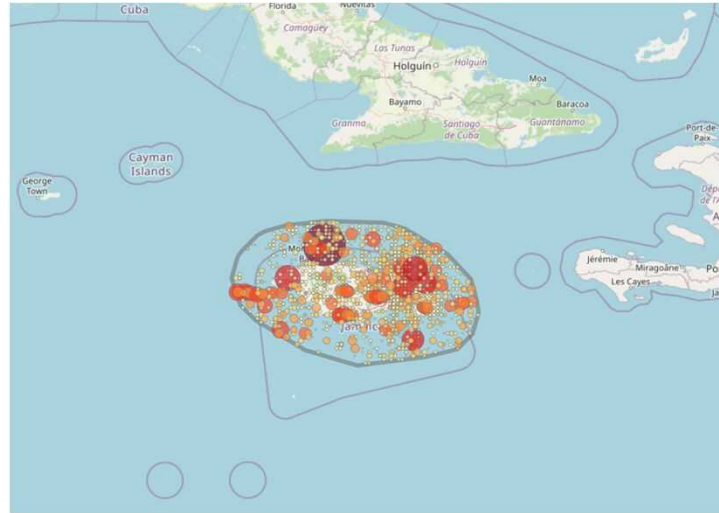 Cuba
Florida
Nuevitas
Camagüey
Las Tunas
Holguín
Holguín
Moa
Bayamo
Baracoa
Granma
Santiago
de Cuba
Guantánamo
Port-de-
Paix
Cayman
Islands
George
Town
Jérémie
Miragoâne
Les Cayes